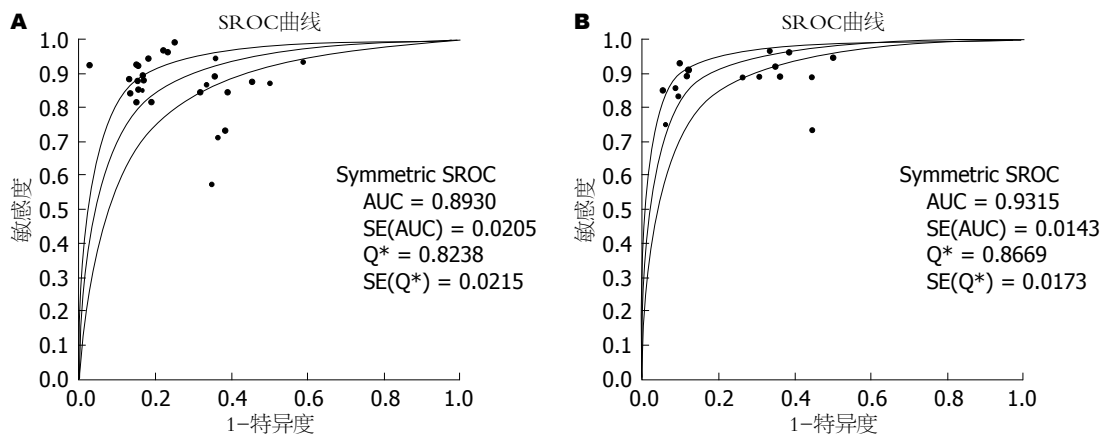 A
SROC曲线
1.0
0.9
0.8
0.7
0.6
0.5
0.4
0.3
0.2
0.1
0.0
敏感度
Symmetric SROC
AUC = 0.8930
SE(AUC) = 0.0205
Q* = 0.8238
SE(Q*) = 0.0215
0.0 0.2 0.4 0.6 0.8 1.0
1-特异度
B
SROC曲线
1.0
0.9
0.8
0.7
0.6
0.5
0.4
0.3
0.2
0.1
0.0
敏感度
Symmetric SROC
AUC = 0.9315
SE(AUC) = 0.0143
Q* = 0.8669
SE(Q*) = 0.0173
0.0 0.2 0.4 0.6 0.8 1.0
1-特异度